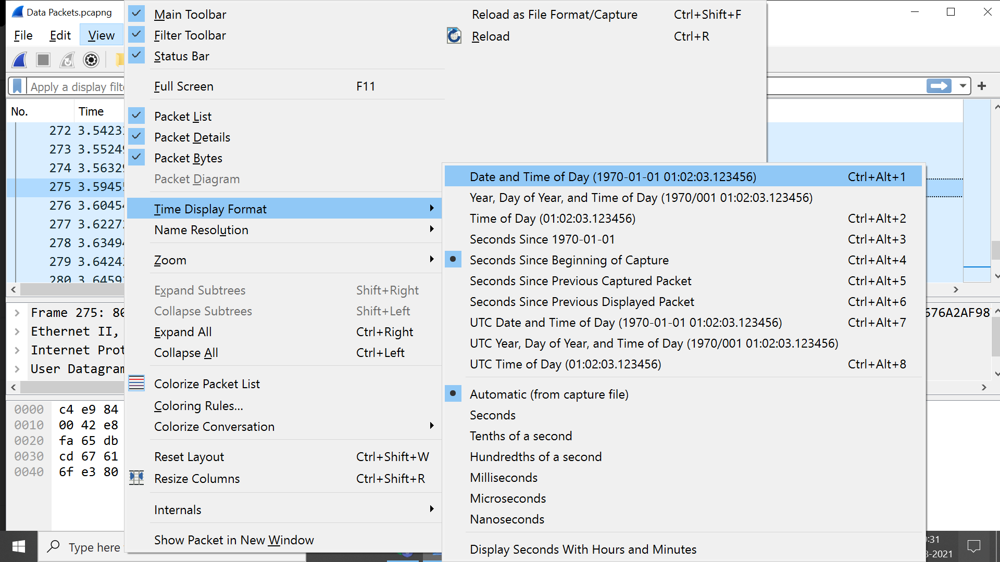 Data Packets.pcapng
File Edit View
Apply a display filt
No. Time
272 3.5423
273 3.5524
274 3.5632
275 3.5945
276 3.6045
277 3.6227
278 3.6349
279 3.6424
280 3.6459
Frame 275: 80
Ethernet II,
Internet Prot
User Datagram
576A2AF98
0000 c4 e9 84
0010 00 42 e8
0020 fa 65 db
0030 cd 67 61
0040 6f e3 80
Main Toolbar
Filter Toolbar
Status Bar
Full Screen F11
Packet List
Packet Details
Packet Bytes
Packet Diagram
Time Display Format
Name Resolution
Zoom
Expand Subtrees Shift+Right
Collapse Subtrees Shift+Left
Expand All Ctrl+Right
Collapse All Ctrl+Left
Colorize Packet List
Coloring Rules...
Colorize Conversation
Reset Layout Ctrl+Shift+W
Resize Columns Ctrl+Shift+R
Internals
Show Packet in New Window
Reload as File Format/Capture Ctrl+Shift+F
Reload Ctrl+R
Date and Time of Day (1970-01-01 01:02:03.123456) Ctrl+Alt+1
Year, Day of Year, and Time of Day (1970/001 01:02:03.123456)
Time of Day (01:02:03.123456) Ctrl+Alt+2
Seconds Since 1970-01-01 Ctrl+Alt+3
Seconds Since Beginning of Capture Ctrl+Alt+4
Seconds Since Previous Captured Packet Ctrl+Alt+5
Seconds Since Previous Displayed Packet Ctrl+Alt+6
UTC Date and Time of Day (1970-01-01 01:02:03.123456) Ctrl+Alt+7
UTC Year, Day of Year, and Time of Day (1970/001 01:02:03.123456)
UTC Time of Day (01:02:03.123456) Ctrl+Alt+8
Automatic (from capture file)
Seconds
Tenths of a second
Hundredths of a second
Milliseconds
Microseconds
Nanoseconds
Display Seconds With Hours and Minutes
Type here
:31
-2021